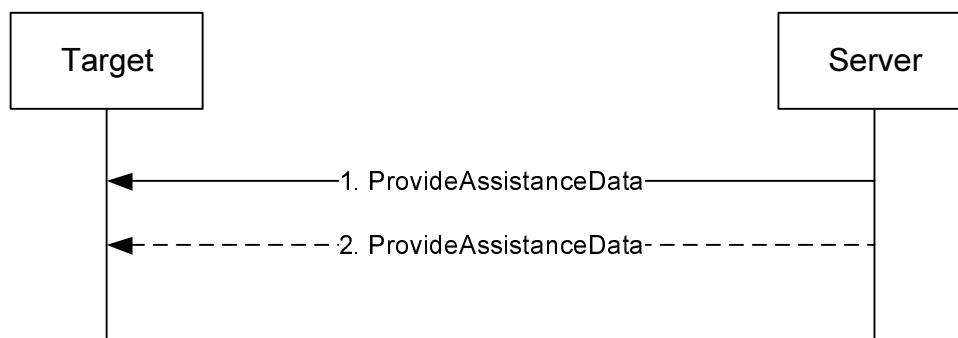 Target
Server
1. ProvideAssistanceData
2. ProvideAssistanceData